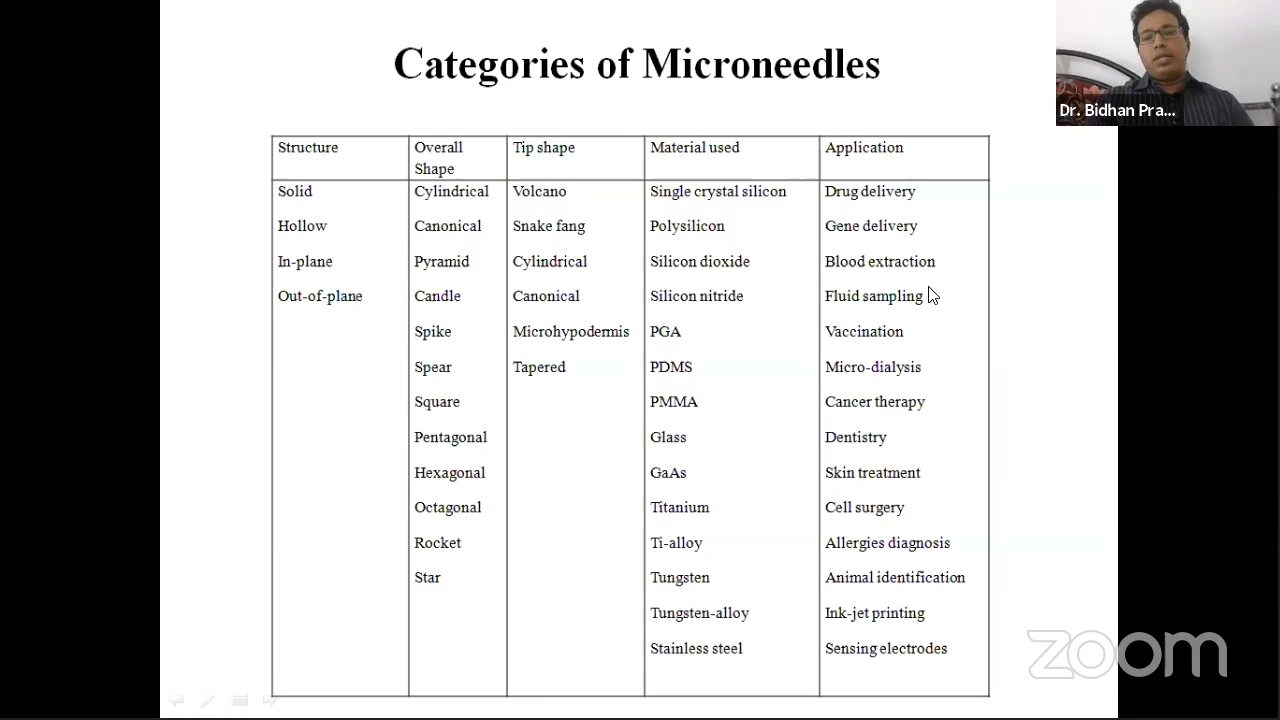 Categories of Microneedles
Dr. Bidhan Pra...
Structure Overall Shape Tip shape Material used Application
Solid Cylindrical Volcano Single crystal silicon Drug delivery
Hollow Canonical Snake fang Polysilicon Gene delivery
In-plane Pyramid Cylindrical Silicon dioxide Blood extraction
Out-of-plane Candle Canonical Silicon nitride Fluid sampling
Spike Microhypodermis PGA Vaccination
Spear Tapered PDMS Micro-dialysis
Square PMMA Cancer therapy
Pentagonal Glass Dentistry
Hexagonal GaAs Skin treatment
Octagonal Titanium Cell surgery
Rocket Ti-alloy Allergies diagnosis
Star Tungsten Animal identification
Tungsten-alloy Ink-jet printing
Stainless steel Sensing electrodes
zoom